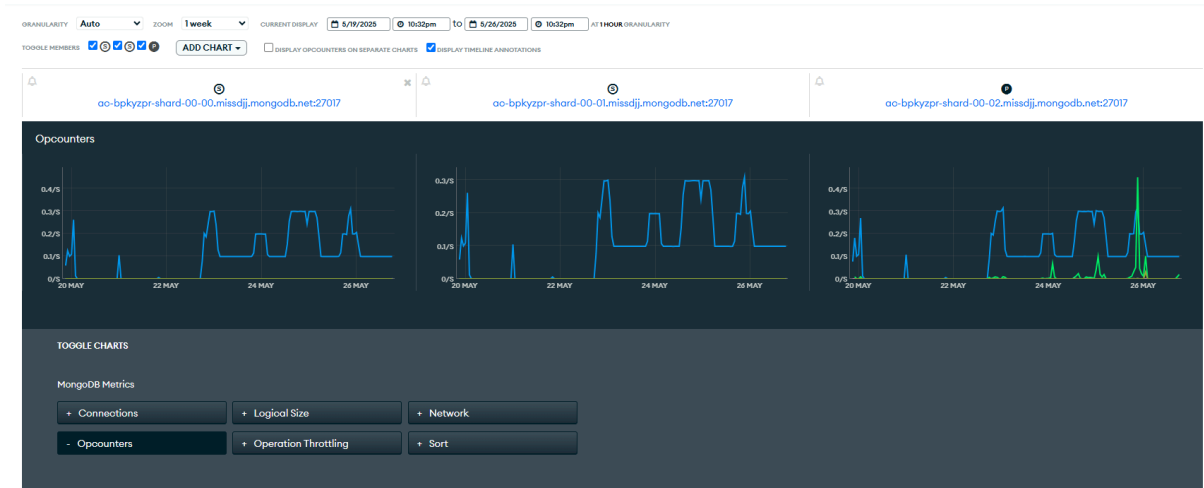 GRANULARITY Auto ZOOM 1 week CURRENT DISPLAY 5/19/2025 10:32pm to 5/26/2025 10:32pm AT 1 HOUR GRANULARITY
TOGGLE MEMBERS S S P ADD CHART DISPLAY OPCOUNTERS ON SEPARATE CHARTS DISPLAY TIMELINE ANNOTATIONS
S
ac-bpkyzpr-shard-00-00.missdjj.mongodb.net:27017
S
ac-bpkyzpr-shard-00-01.missdjj.mongodb.net:27017
P
ac-bpkyzpr-shard-00-02.missdjj.mongodb.net:27017
Opcounters
0.4/S
0.3/S
0.2/S
0.1/S
0/S
20 MAY 22 MAY 24 MAY 26 MAY
0.3/S
0.2/S
0.1/S
0/S
20 MAY 22 MAY 24 MAY 26 MAY
0.4/S
0.3/S
0.2/S
0.1/S
0/S
20 MAY 22 MAY 24 MAY 26 MAY
TOGGLE CHARTS
MongoDB Metrics
+ Connections + Logical Size + Network
- Opcounters + Operation Throttling + Sort